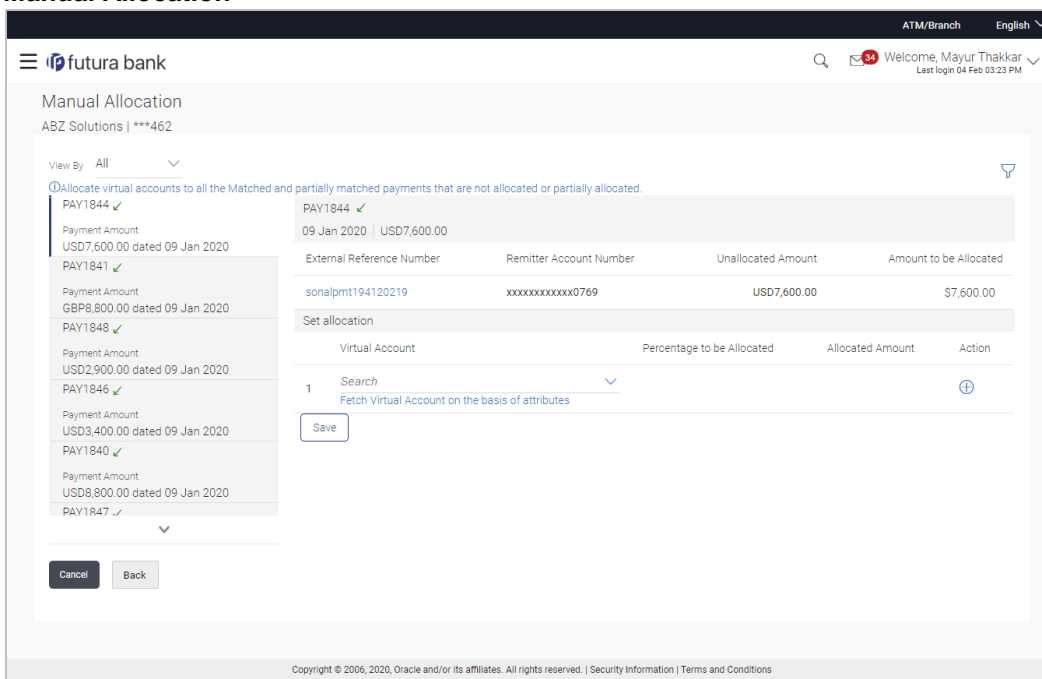 Manual Allocation
ATM/Branch English
futura bank
34 Welcome, Mayur Thakkar
Last login 04 Feb 03:23 PM
Manual Allocation
ABZ Solutions | ***462
View By All
Allocate virtual accounts to all the Matched and partially matched payments that are not allocated or partially allocated.
PAY1844
Payment Amount
USD7,600.00 dated 09 Jan 2020
PAY1841
Payment Amount
GBP8,800.00 dated 09 Jan 2020
PAY1848
Payment Amount
USD2,900.00 dated 09 Jan 2020
PAY1846
Payment Amount
USD3,400.00 dated 09 Jan 2020
PAY1840
Payment Amount
USD8,800.00 dated 09 Jan 2020
PAY1847
PAY1844
09 Jan 2020 | USD7,600.00
External Reference Number Remitter Account Number Unallocated Amount Amount to be Allocated
sonalpmt194120219 xxxxxxxxxxxx0769 USD7,600.00 $7,600.00
Set allocation
Virtual Account Percentage to be Allocated Allocated Amount Action
1 Search
Fetch Virtual Account on the basis of attributes
Save
Cancel Back
Copyright © 2006, 2020, Oracle and/or its affiliates. All rights reserved. | Security Information | Terms and Conditions